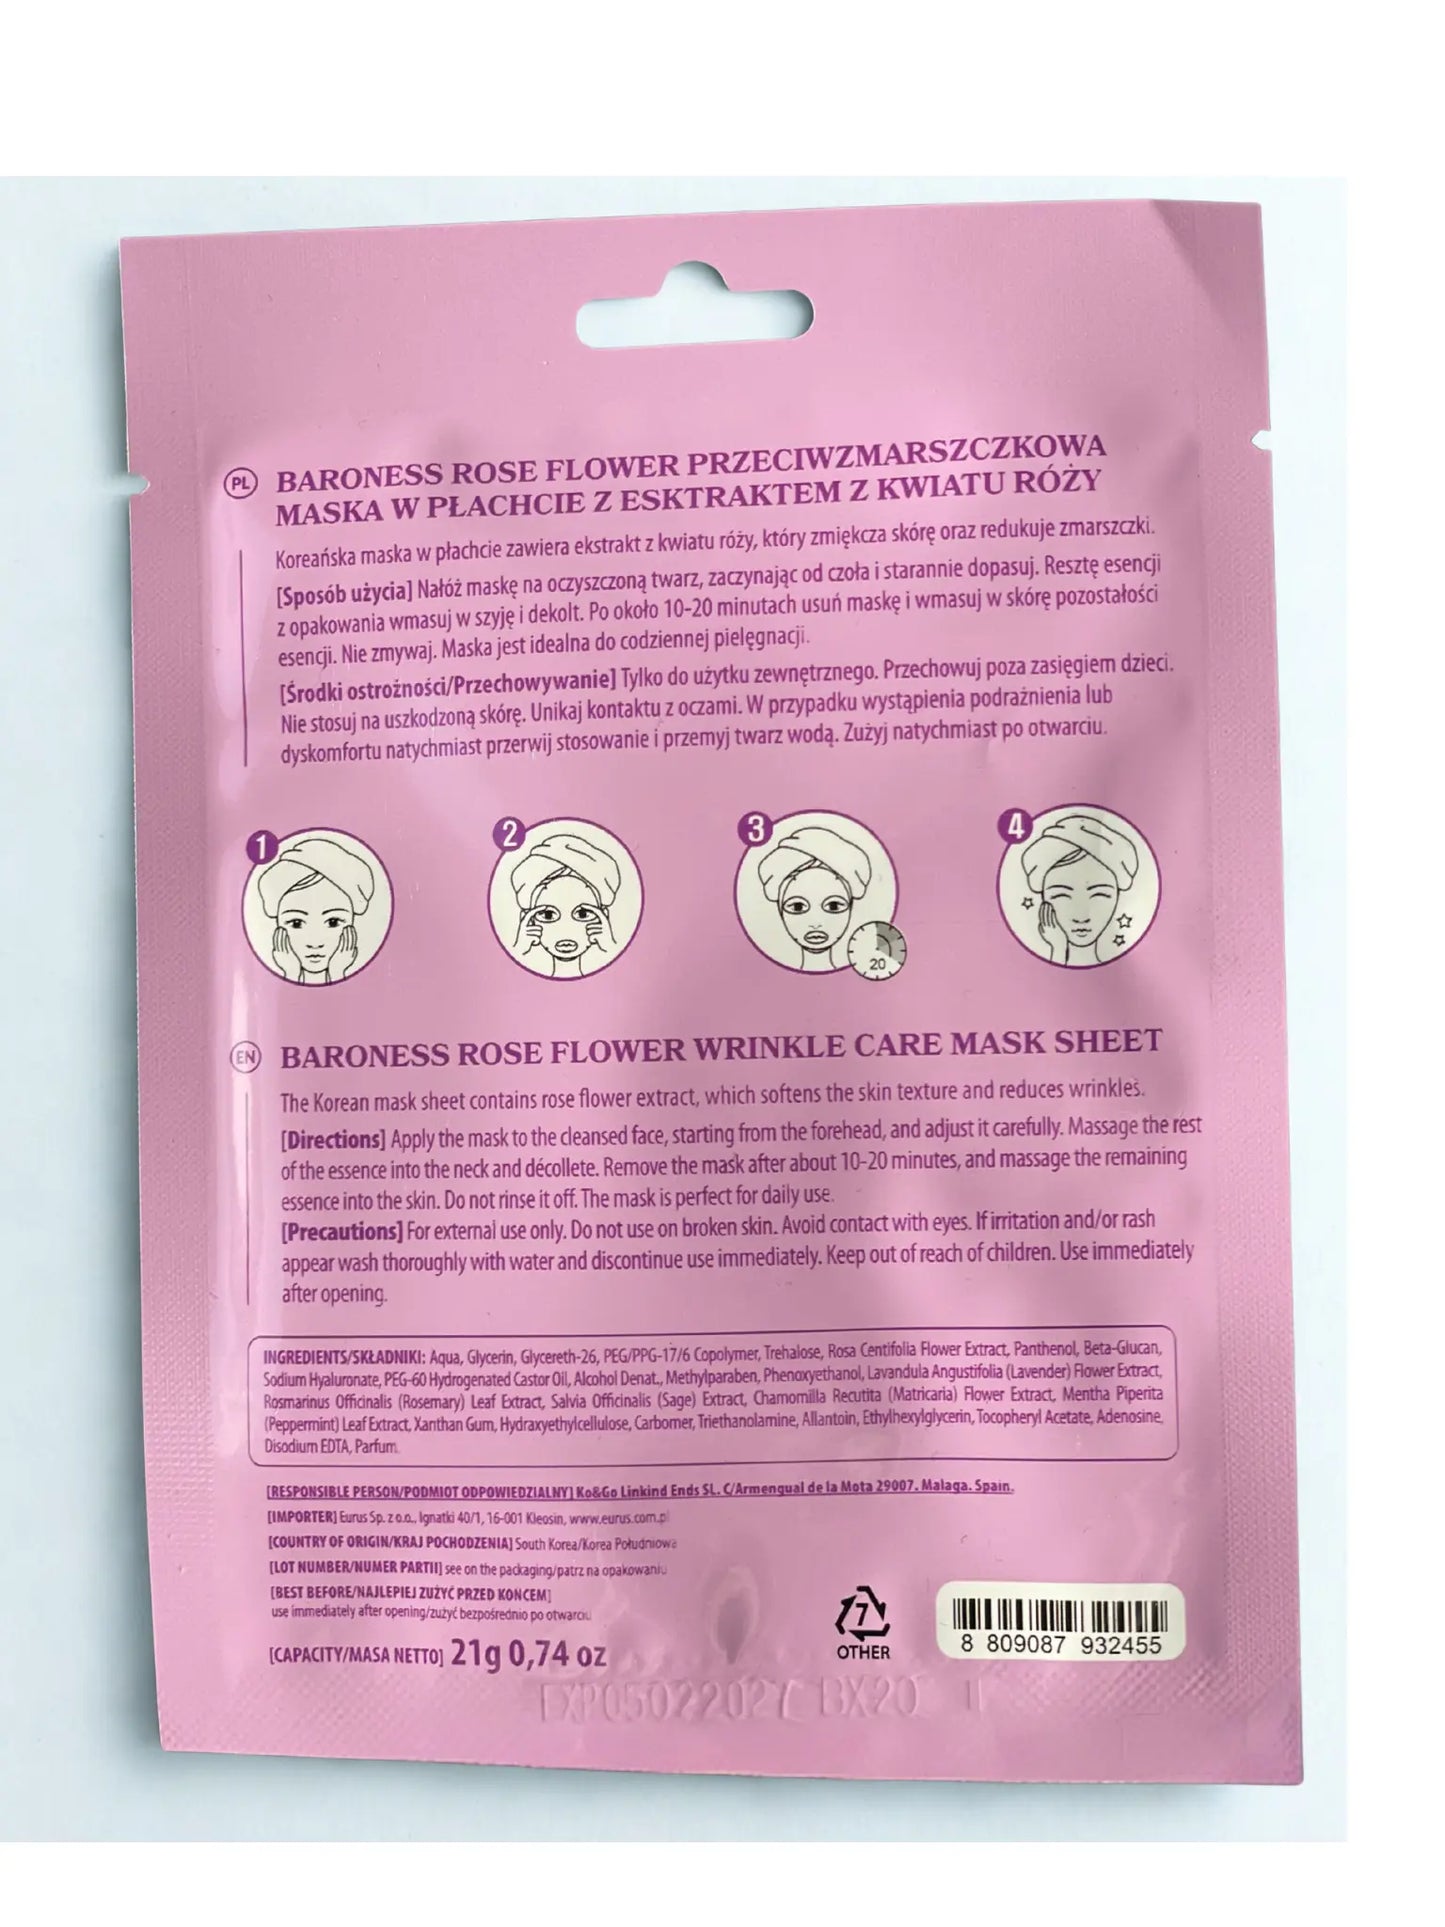 PL
BARONESS ROSE FLOWER PRZECIWZMARSZCZKOWA
MASKA W PŁACHCIE Z ESKTRAKTEM Z KWIATU RÓŻY
Koreańska maska w płachcie zawiera ekstrakt z kwiatu róży, który zmiękcza skórę oraz redukuje zmarszczki.
[Sposób użycia] Nałóż maskę na oczyszczoną twarz, zaczynając od czoła i starannie dopasuj. Resztę esencji
z opakowania wmasuj w szyję i dekolt. Po około 10-20 minutach usuń maskę i wmasuj w skórę pozostałości
esencji. Nie zmywaj. Maska jest idealna do codziennej pielęgnacji.
[Środki ostrożności/Przechowywanie] Tylko do użytku zewnętrznego. Przechowuj poza zasięgiem dzieci.
Nie stosuj na uszkodzoną skórę. Unikaj kontaktu z oczami. W przypadku wystąpienia podrażnienia lub
dyskomfortu natychmiast przerwij stosowanie i przemyj twarz wodą. Zużyj natychmiast po otwarciu.
1
2
3
4
20
EN
BARONESS ROSE FLOWER WRINKLE CARE MASK SHEET
The Korean mask sheet contains rose flower extract, which softens the skin texture and reduces wrinkles.
[Directions] Apply the mask to the cleansed face, starting from the forehead, and adjust it carefully. Massage the rest
of the essence into the neck and décollete. Remove the mask after about 10-20 minutes, and massage the remaining
essence into the skin. Do not rinse it off. The mask is perfect for daily use.
[Precautions] For external use only. Do not use on broken skin. Avoid contact with eyes. If irritation and/or rash
appear wash thoroughly with water and discontinue use immediately. Keep out of reach of children. Use immediately
after opening.
INGREDIENTS/SKŁADNIKI: Aqua, Glycerin, Glycereth-26, PEG/PPG-17/6 Copolymer, Trehalose, Rosa Centifolia Flower Extract, Panthenol, Beta-Glucan,
Sodium Hyaluronate, PEG-60 Hydrogenated Castor Oil, Alcohol Denat., Methylparaben, Phenoxyethanol, Lavandula Angustifolia (Lavender) Flower Extract,
Rosmarinus Officinalis (Rosemary) Leaf Extract, Salvia Officinalis (Sage) Extract, Chamomilla Recutita (Matricaria) Flower Extract, Mentha Piperita
(Peppermint) Leaf Extract, Xanthan Gum, Hydraxyethylcellulose, Carbomer, Triethanolamine, Allantoin, Ethylhexylglycerin, Tocopheryl Acetate, Adenosine,
Disodium EDTA, Parfum
[RESPONSIBLE PERSON/PODMIOT ODPOWIEDZIALNY] Ko&Go Linkind Ends SL. C/Armengual de la Mota 29007. Malaga. Spain.
[IMPORTER] Eurus Sp. z o.o., Ignatki 40/1, 16-001 Kleosin, www.eurus.com.pl
[COUNTRY OF ORIGIN/KRAJ POCHODZENIA] South Korea/Korea Południowa
[LOT NUMBER/NUMER PARTII] see on the packaging/patrz na opakowaniu
[BEST BEFORE/NAJLEPIEJ ZUŻYĆ PRZED KONCEM]
use immediately after opening/zużyć bezpośrednio po otwarciu
[CAPACITY/MASA NETTO] 21g 0,74 oz
7
OTHER
8 809087 932455
EXP05022027 BX20